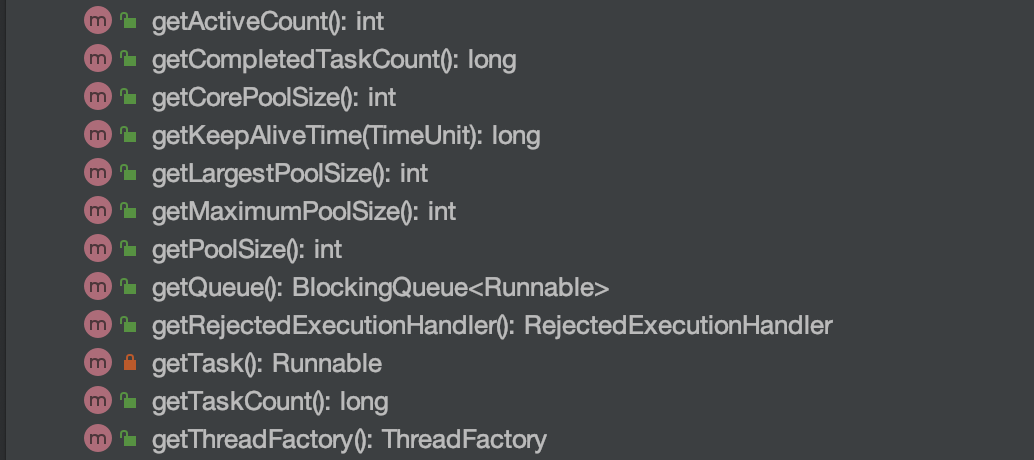 m getActiveCount(): int
m getCompletedTaskCount(): long
m getCorePoolSize(): int
m getKeepAliveTime(TimeUnit): long
m getLargestPoolSize(): int
m getMaximumPoolSize(): int
m getPoolSize(): int
m getQueue(): BlockingQueue<Runnable>
m getRejectedExecutionHandler(): RejectedExecutionHandler
m getTask(): Runnable
m getTaskCount(): long
m getThreadFactory(): ThreadFactory